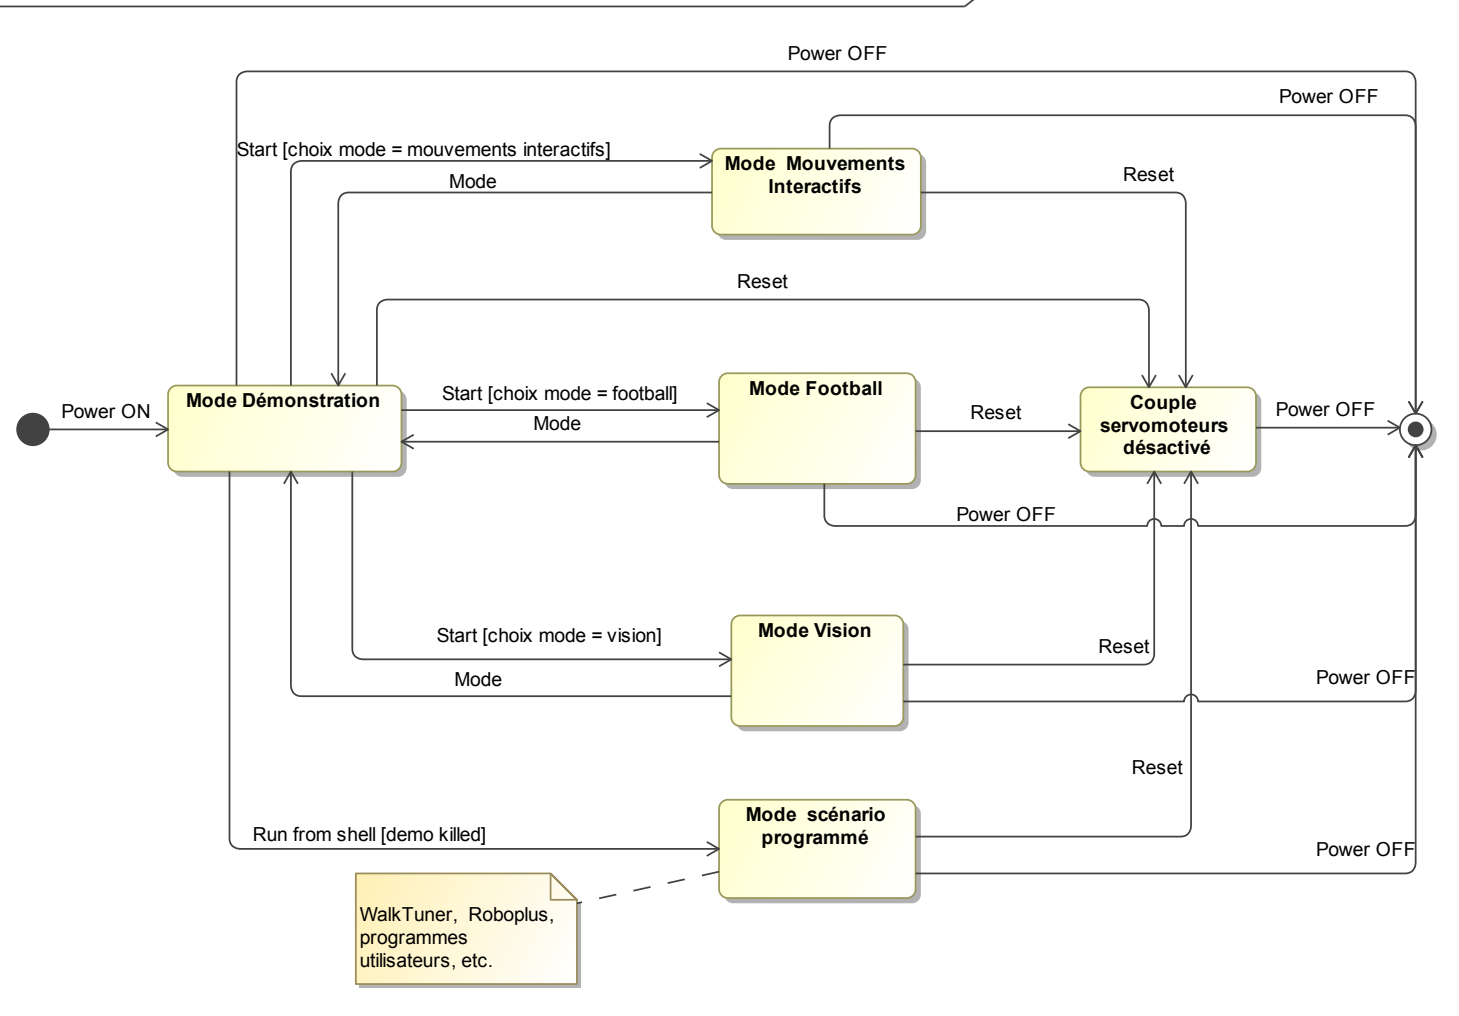 Power OFF
Power OFF
Start [choix mode = mouvements interactifs]
Mode  Mouvements
Interactifs
Mode
Reset
Reset
Mode Démonstration
Start [choix mode = football]
Mode Football
Couple
servomoteurs
désactivé
Power ON
Mode
Reset
Power OFF
Power OFF
Start [choix mode = vision]
Mode Vision
Reset
Mode
Power OFF
Reset
Run from shell [demo killed]
Mode  scénario
programmé
Power OFF
WalkTuner,  Roboplus,
programmes
utilisateurs, etc.